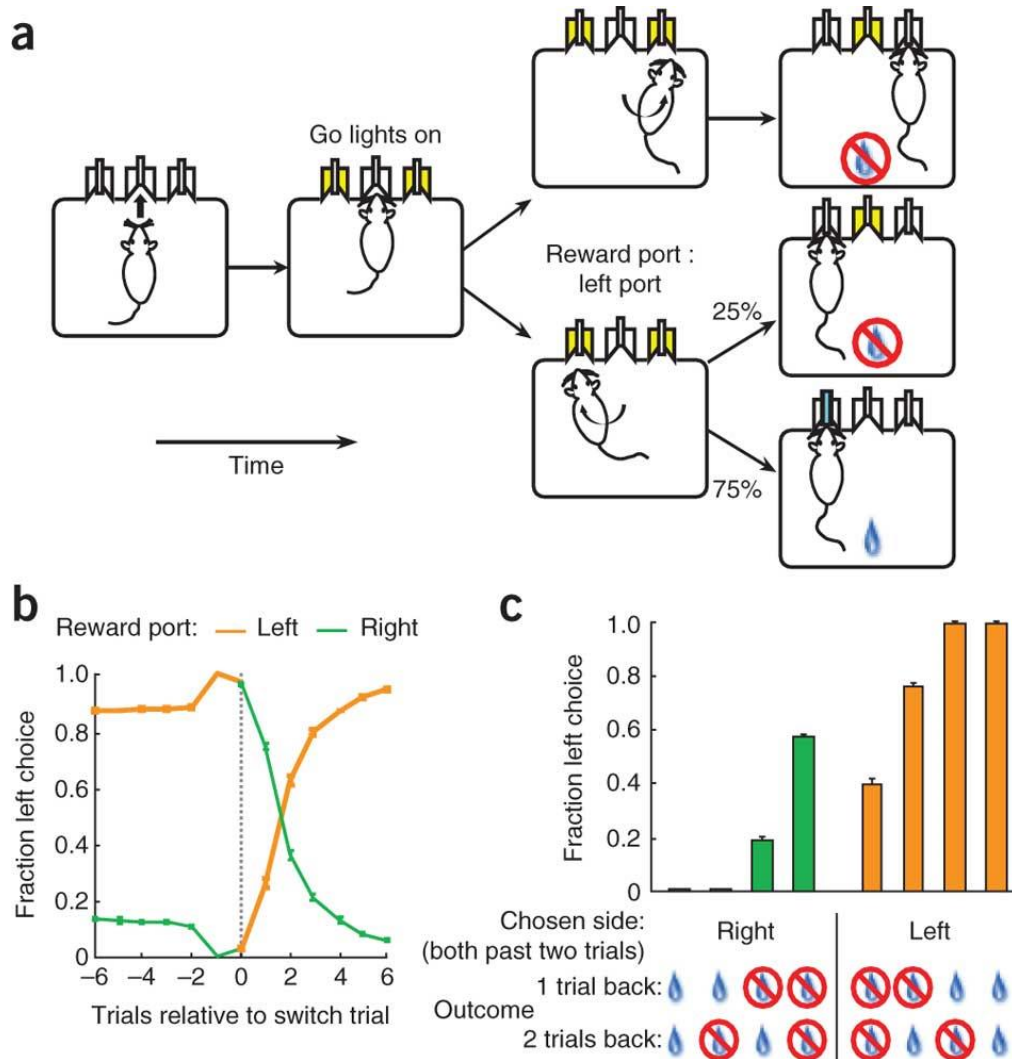 a
Go lights on
Reward port :
left port
25%
75%
Time
b
Reward port: Left Right
Fraction left choice
1.0
0.8
0.6
0.4
0.2
0
−6 −4 −2 0 2 4 6
Trials relative to switch trial
c
Fraction left choice
1.0
0.8
0.6
0.4
0.2
0
Chosen side:
(both past two trials)
Right Left
1 trial back:
Outcome
2 trials back: